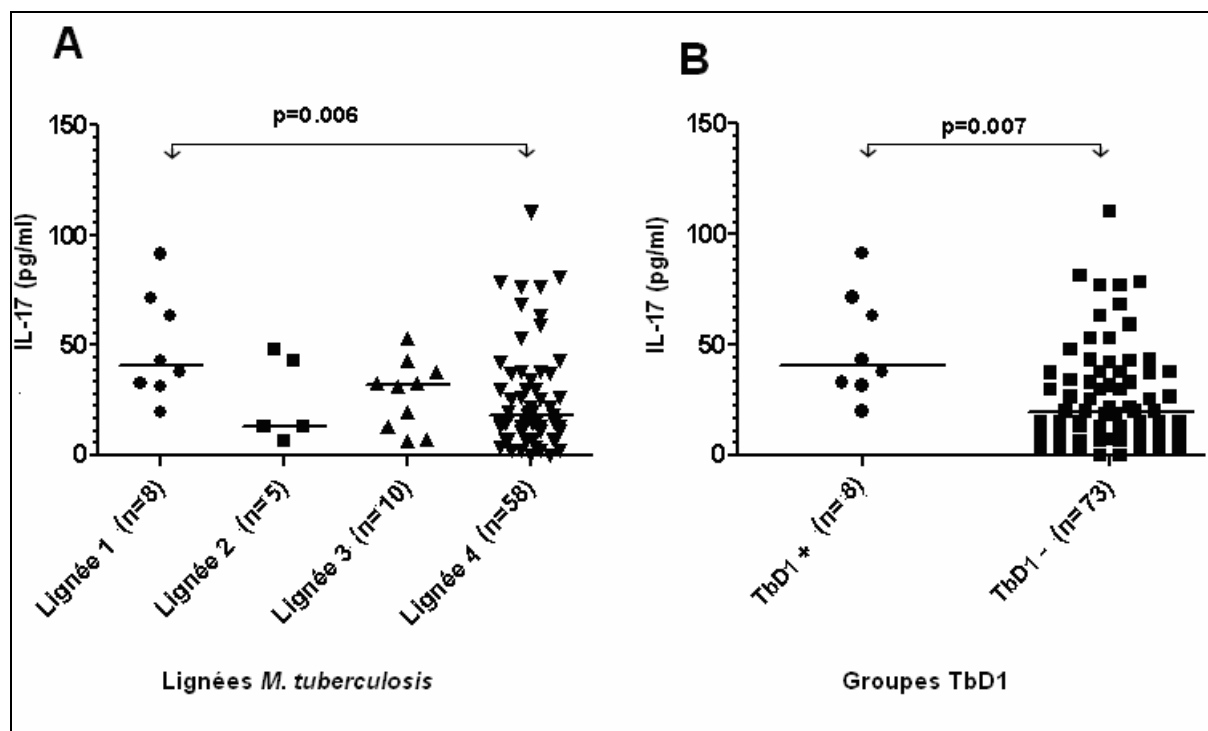 A
p=0.006
150
100
50
0
IL-17 (pg/ml)
Lignée 1 (n=8)
Lignée 2 (n=5)
Lignée 3 (n=10)
Lignée 4 (n=58)
Lignées M. tuberculosis
B
p=0.007
150
100
50
0
IL-17 (pg/ml)
TbD1 + (n=8)
TbD1 - (n=73)
Groupes TbD1